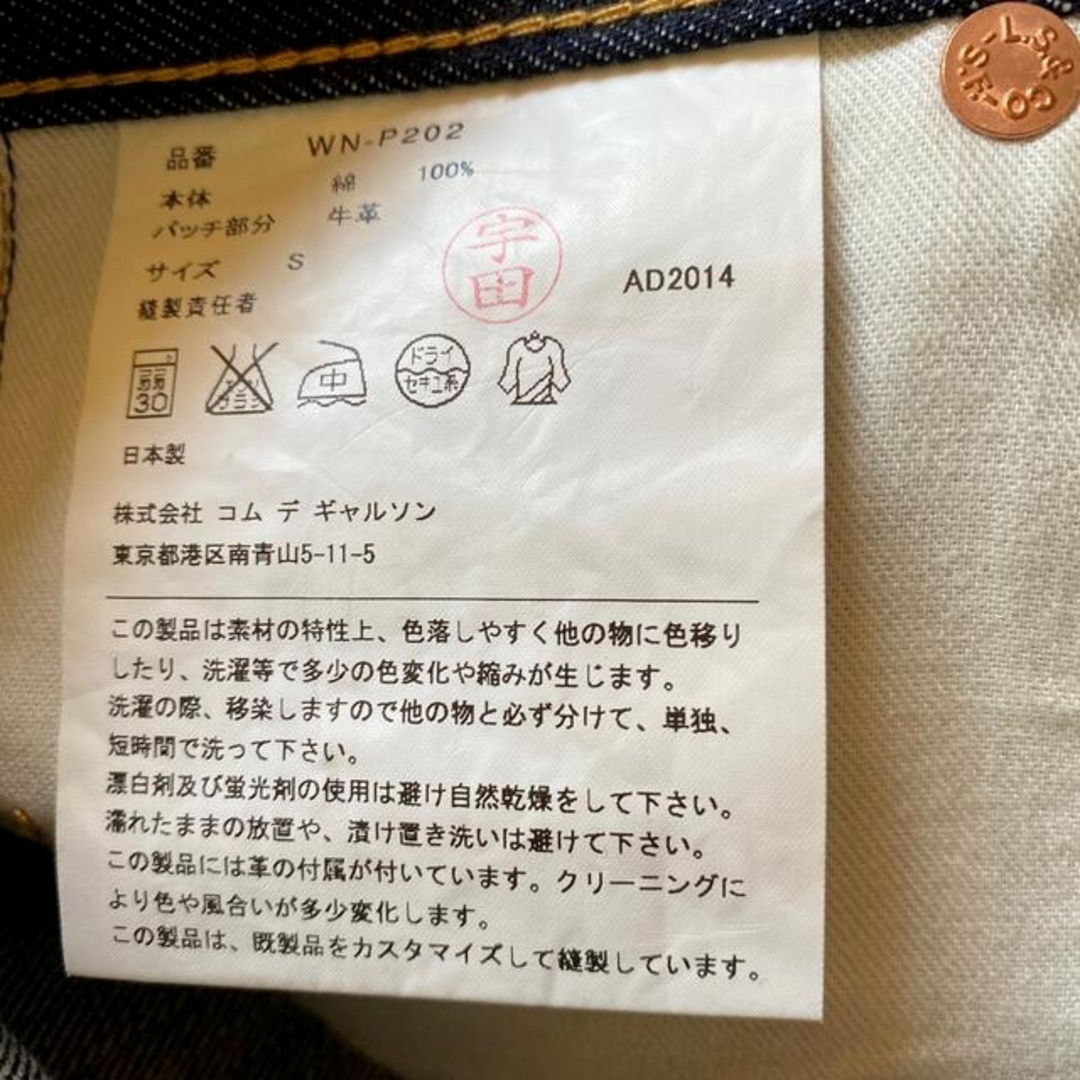 品番 WN-P202
本体 綿 100%
パッチ部分 牛革
サイズ S
縫製責任者
宇田
AD2014
弱 30
中
ドライ
セキユ系
日本製
株式会社 コム デ ギャルソン
東京都港区南青山5-11-5
この製品は素材の特性上、色落しやすく他の物に色移り
したり、洗濯等で多少の色変化や縮みが生じます。
洗濯の際、移染しますので他の物と必ず分けて、単独、
短時間で洗って下さい。
漂白剤及び蛍光剤の使用は避け自然乾燥をして下さい。
濡れたままの放置や、漬け置き洗いは避けて下さい。
この製品には革の付属が付いています。クリーニングに
より色や風合いが多少変化します。
この製品は、既製品をカスタマイズして縫製しています。
L.S.& CO-S.F.-